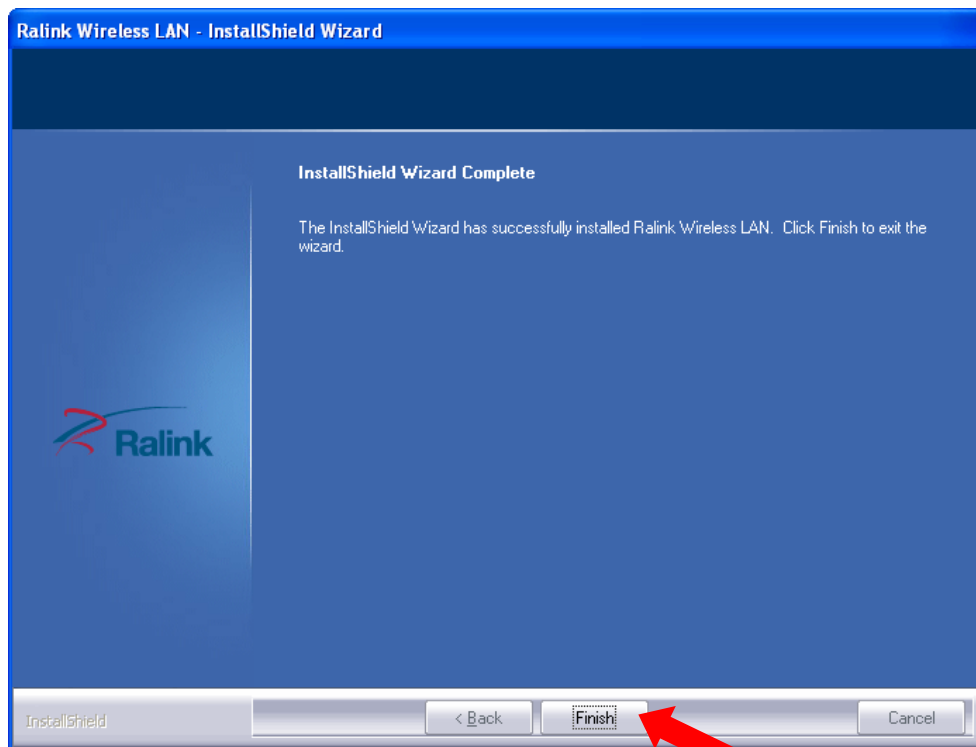 Ralink Wireless LAN - InstallShield Wizard
InstallShield Wizard Complete
The InstallShield Wizard has successfully installed Ralink Wireless LAN.  Click Finish to exit the
wizard.
Ralink
InstallShield
< Back
Finish
Cancel